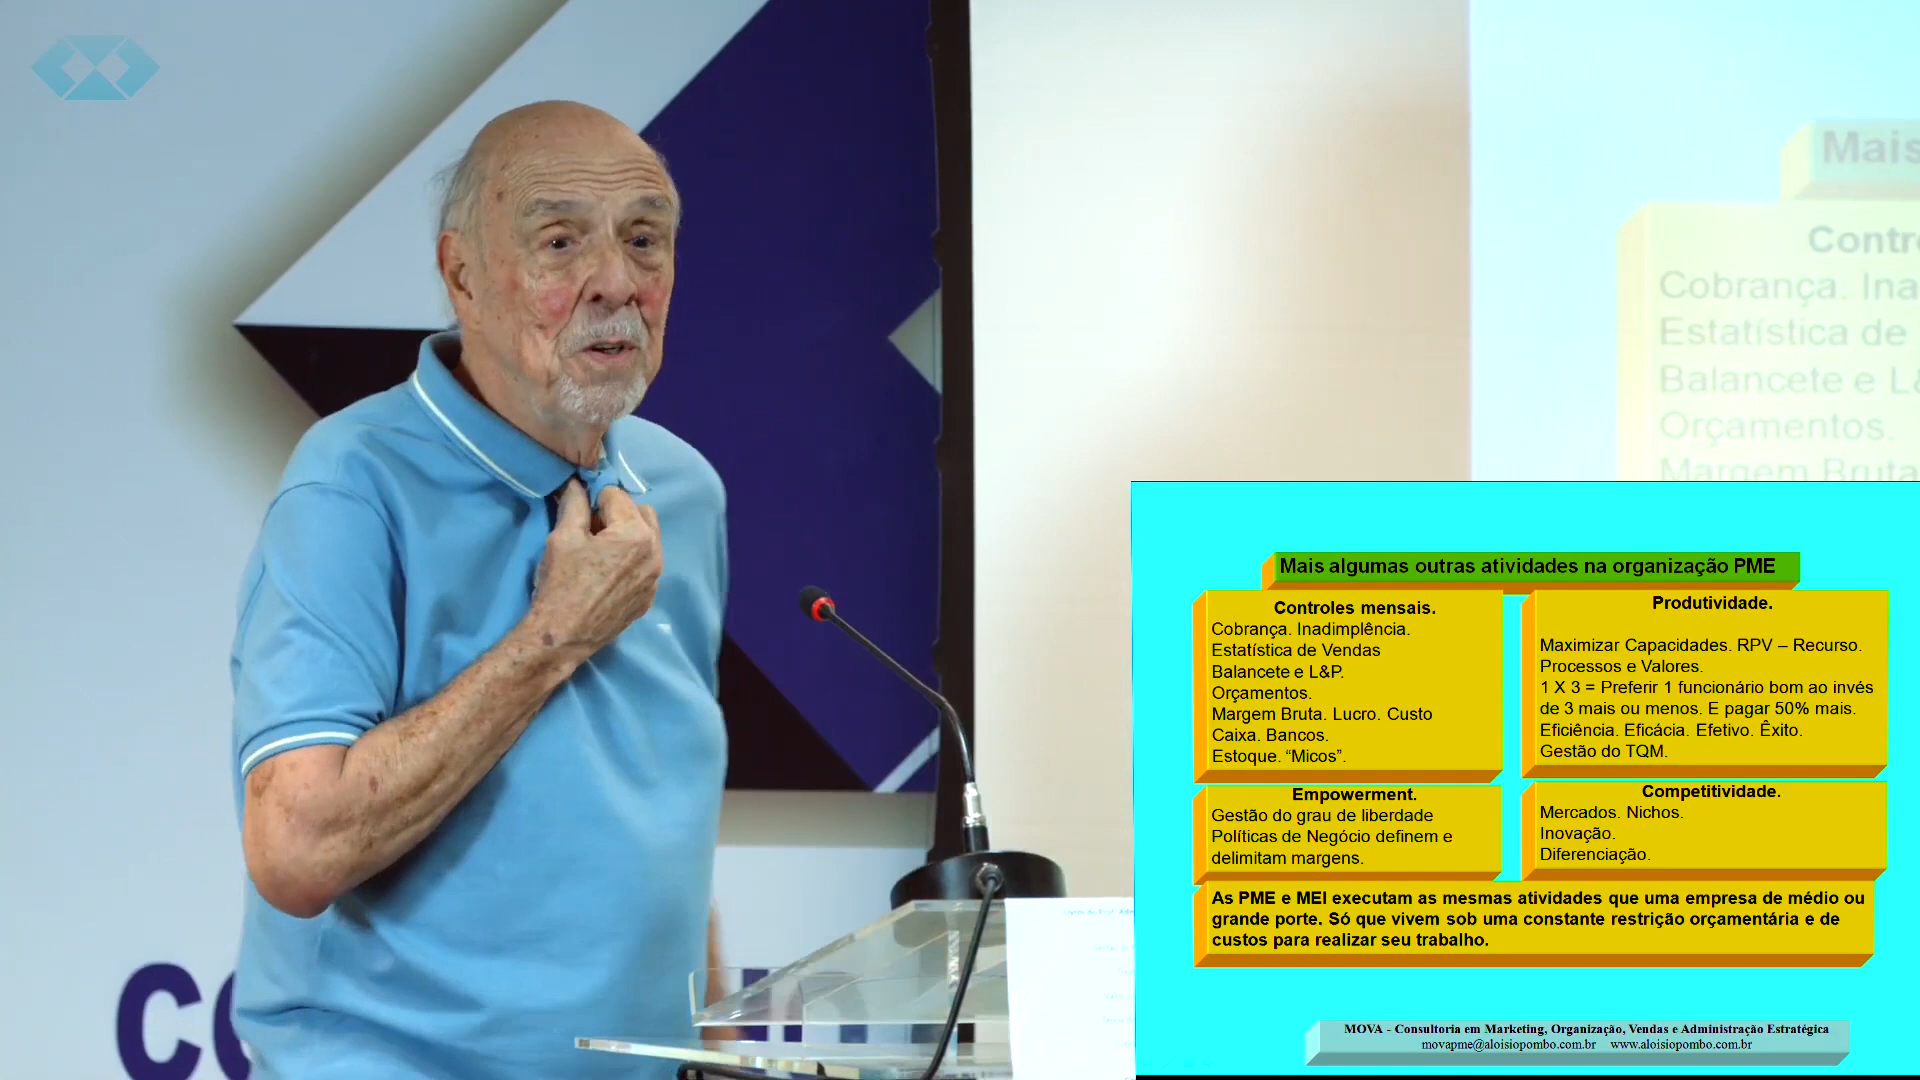 Mais
Contr
Cobrança. Ina
Estatística de
Balancete e L&
Orçamentos.
Margem Bruta
Mais algumas outras atividades na organização PME
Controles mensais.
Cobrança. Inadimplência.
Estatística de Vendas
Balancete e L&P.
Orçamentos.
Margem Bruta. Lucro. Custo
Caixa. Bancos.
Estoque. “Micos”.
Produtividade.
Maximizar Capacidades. RPV – Recurso.
Processos e Valores.
1 X 3 = Preferir 1 funcionário bom ao invés
de 3 mais ou menos. E pagar 50% mais.
Eficiência. Eficácia. Efetivo. Êxito.
Gestão do TQM.
Empowerment.
Gestão do grau de liberdade
Políticas de Negócio definem e
delimitam margens.
Competitividade.
Mercados. Nichos.
Inovação.
Diferenciação.
As PME e MEI executam as mesmas atividades que uma empresa de médio ou
grande porte. Só que vivem sob uma constante restrição orçamentária e de
custos para realizar seu trabalho.
MOVA - Consultoria em Marketing, Organização, Vendas e Administração Estratégica
movapme@aloisiopombo.com.br www.aloisiopombo.com.br